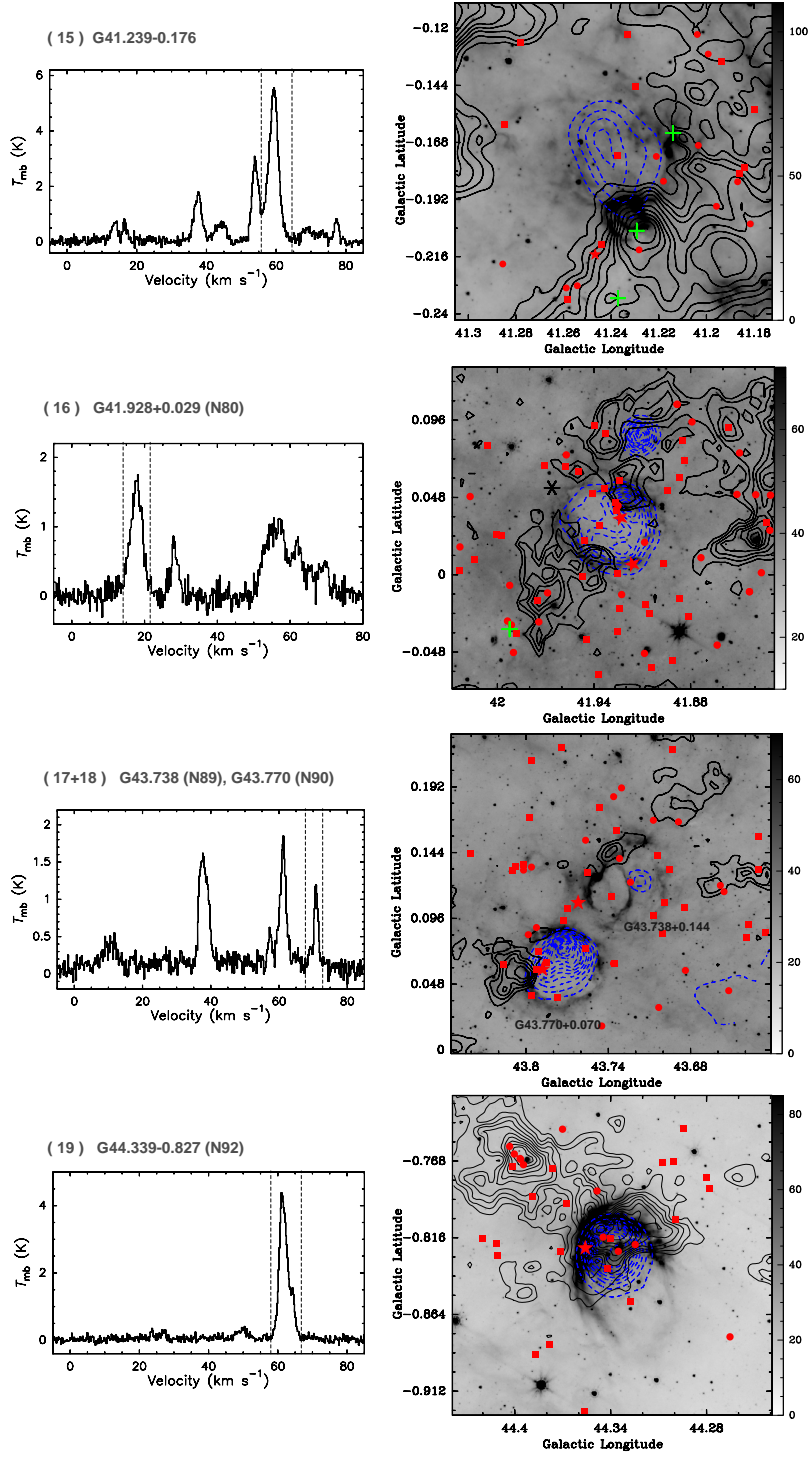 ( 15 ) G41.239-0.176
6
4
2
0
Tmb (K)
0 20 40 60 80
Velocity (km s−1)
−0.12
−0.144
−0.168
−0.192
−0.216
−0.24
Galactic Latitude
41.3 41.28 41.26 41.24 41.22 41.2 41.18
Galactic Longitude
100
50
0
( 16 ) G41.928+0.029 (N80)
2
1
0
Tmb (K)
0 20 40 60 80
Velocity (km s−1)
0.096
0.048
0
−0.048
Galactic Latitude
42 41.94 41.88
Galactic Longitude
60
40
20
( 17+18 ) G43.738 (N89), G43.770 (N90)
2
1.5
1
0.5
0
Tmb (K)
0 20 40 60 80
Velocity (km s−1)
0.192
0.144
0.096
0.048
0
Galactic Latitude
G43.738+0.144
G43.770+0.070
43.8 43.74 43.68
Galactic Longitude
60
40
20
0
( 19 ) G44.339-0.827 (N92)
4
2
0
Tmb (K)
0 20 40 60 80
Velocity (km s−1)
−0.768
−0.816
−0.864
−0.912
Galactic Latitude
44.4 44.34 44.28
Galactic Longitude
80
60
40
20
0